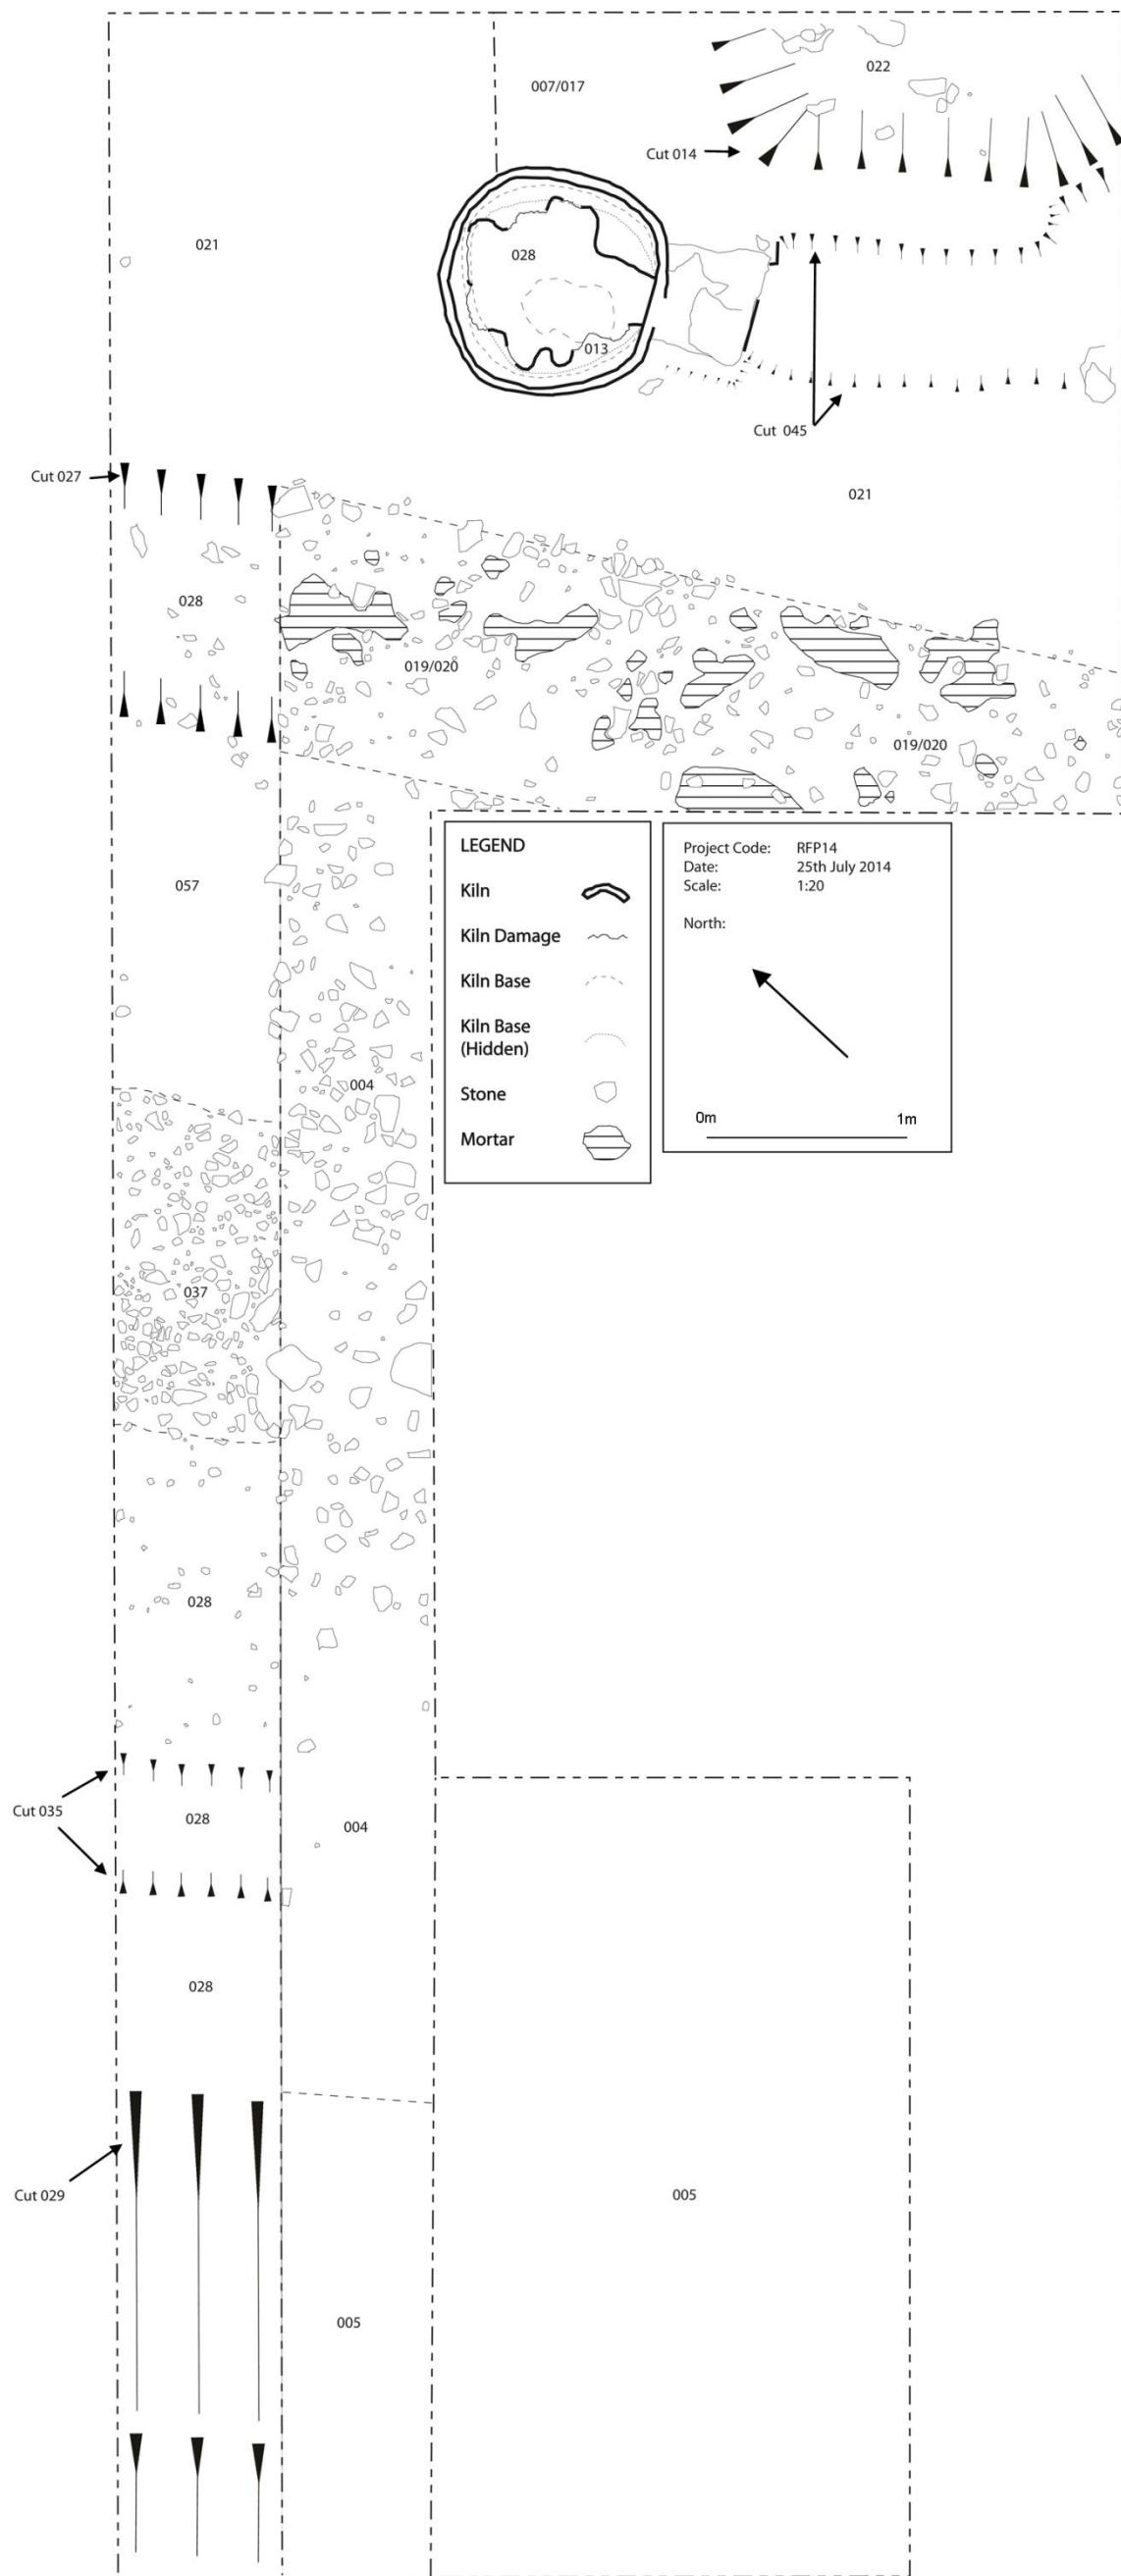 022
007/017
Cut 014
021
028
013
Cut 045
Cut 027
021
028
019/020
019/020
057
LEGEND
Kiln
Kiln Damage
Kiln Base
Kiln Base
(Hidden)
Stone
Mortar
Project Code: RFP14
Date: 25th July 2014
Scale: 1:20
North:
0m 1m
004
037
028
Cut 035
028
004
028
Cut 029
005
005